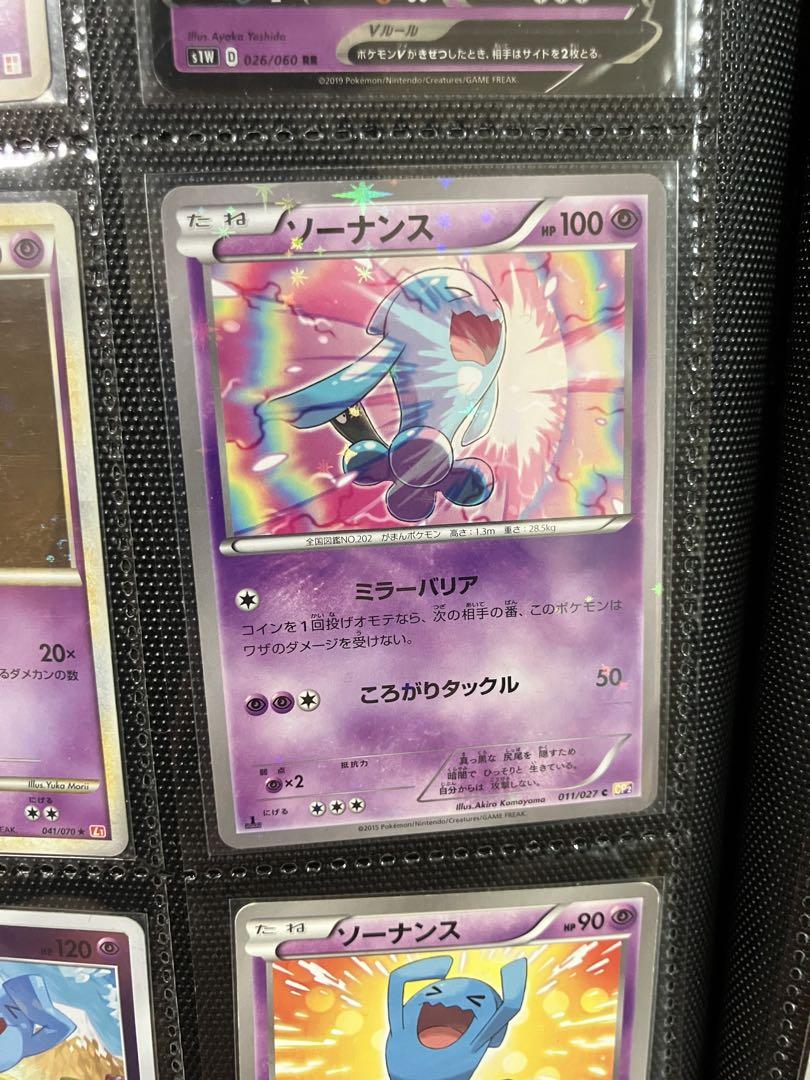 Illus. Ayaka Yoshida
Vルール
s1W D 026/060 RR
ポケモンVがきぜつしたとき、相手はサイドを2枚とる。
©2019 Pokémon/Nintendo/Creatures/GAME FREAK
たね ソーナンス HP 100
全国図鑑NO.202 がまんポケモン 高さ:1.3m 重さ:28.5kg
ミラーバリア
コインを1回投げオモテなら、次の相手の番、このポケモンは
ワザのダメージを受けない。
ころがりタックル 50
弱点 ×2 抵抗力
にげる
真っ黒な 尻尾を 隠すため
暗闇で ひっそりと 生きている。
自分からは 攻撃しない。
Illus. Akira Komayama 011/027 C CP2
1
©2015 Pokémon/Nintendo/Creatures/GAME FREAK.
20×
るダメカンの数
Illus. Yuka Morii
にげる
EAK. 041/070 ★ L1
HP 120
たね ソーナンス HP 90